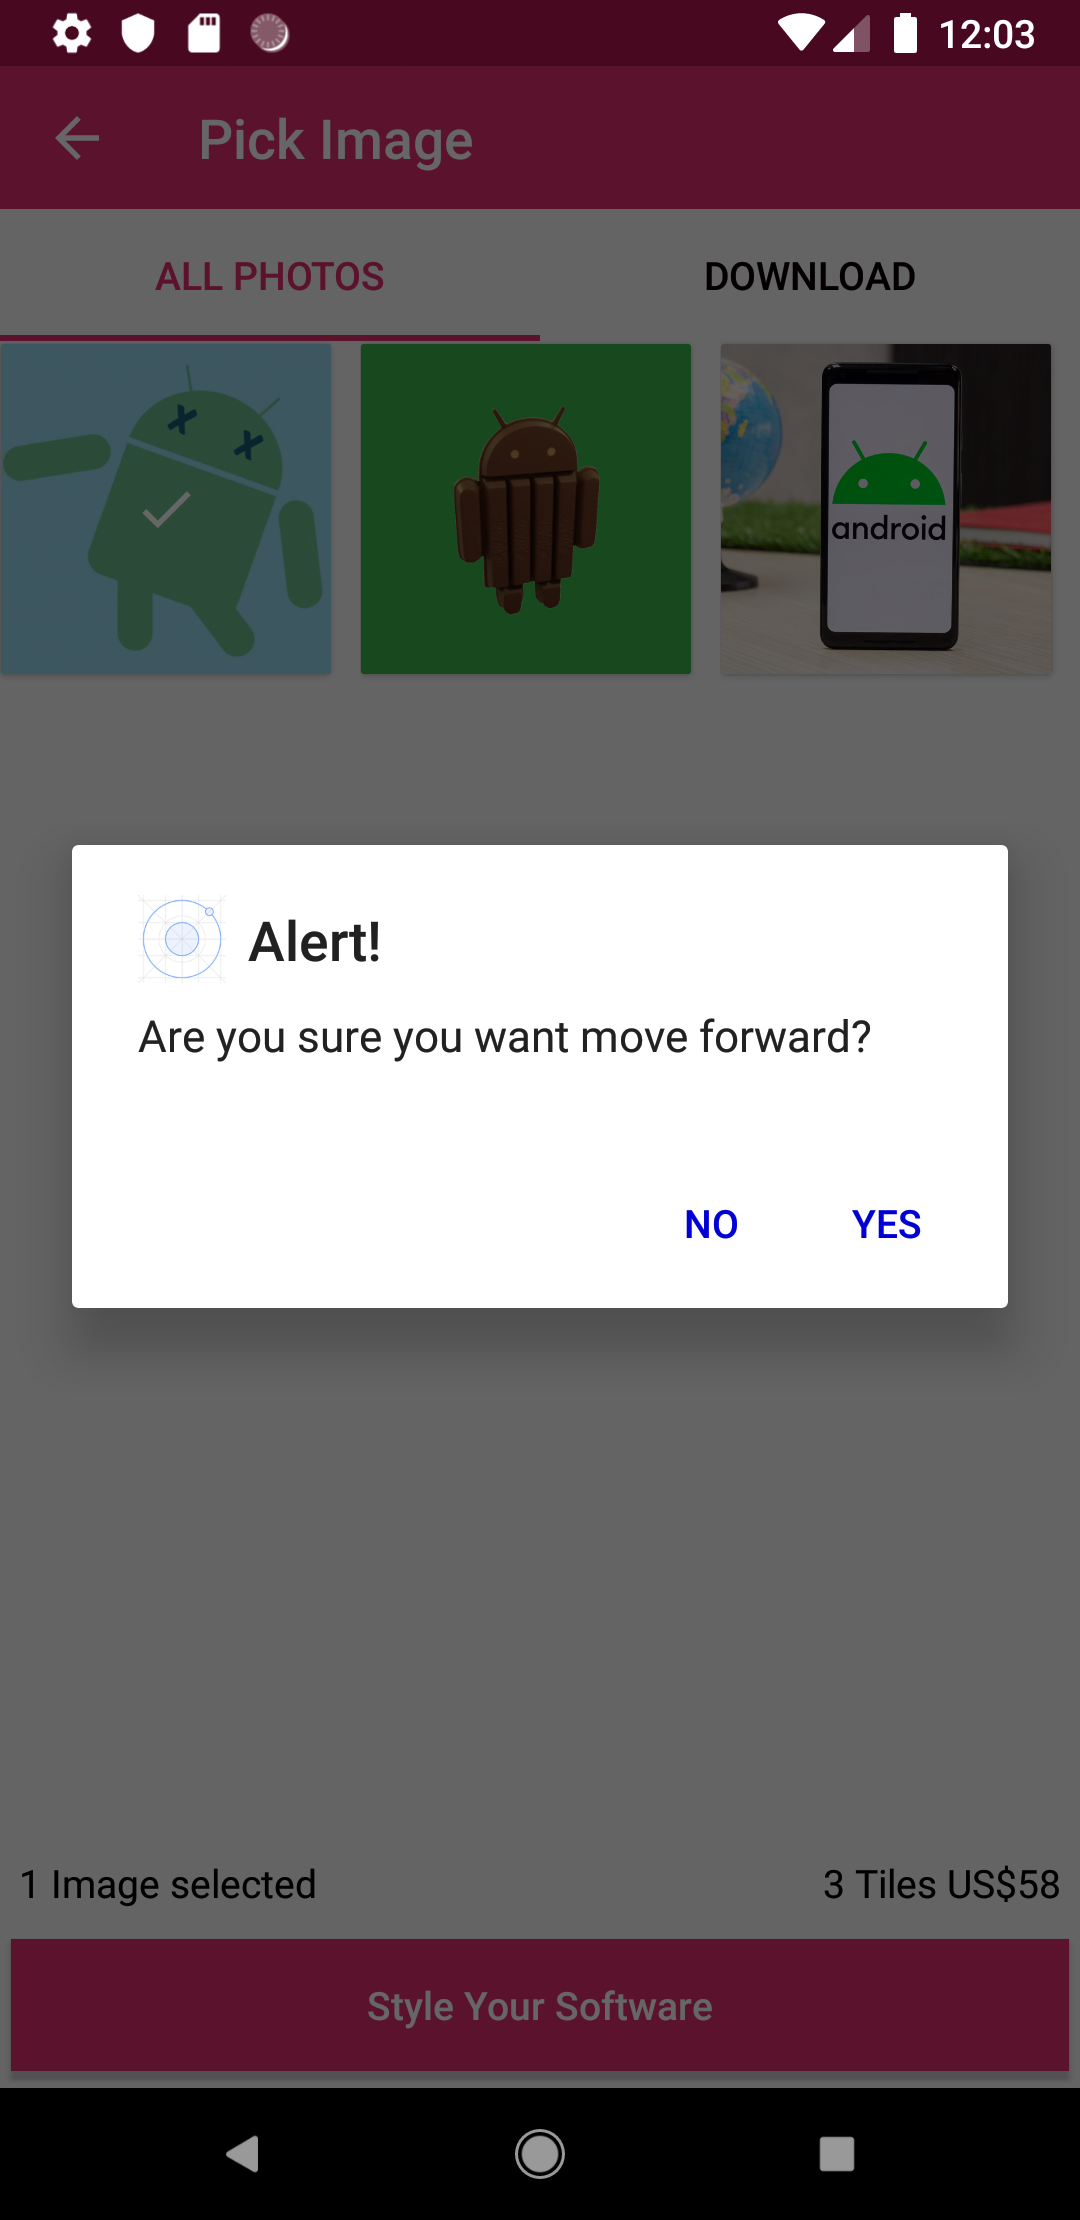 12:03
Pick Image
ALL PHOTOS
DOWNLOAD
android
Alert!
Are you sure you want move forward?
NO
YES
1 Image selected
3 Tiles US$58
Style Your Software